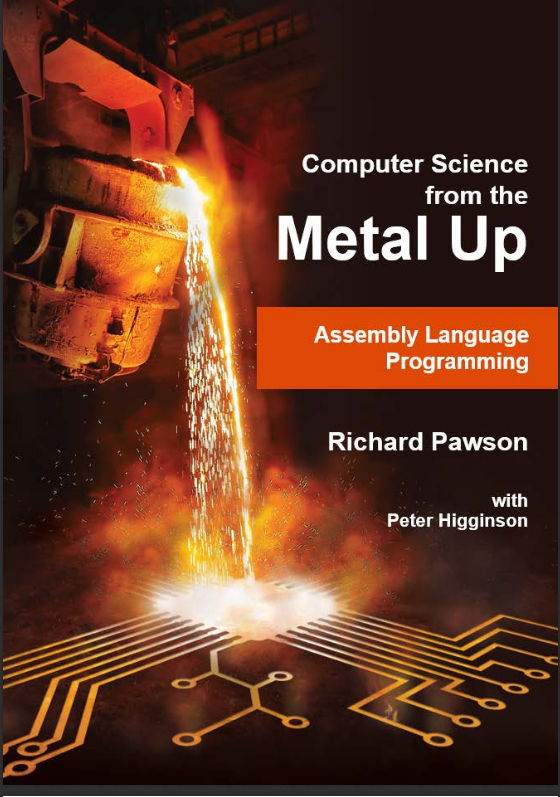 Computer Science
from the
Metal Up
Assembly Language
Programming
Richard Pawson
with
Peter Higginson